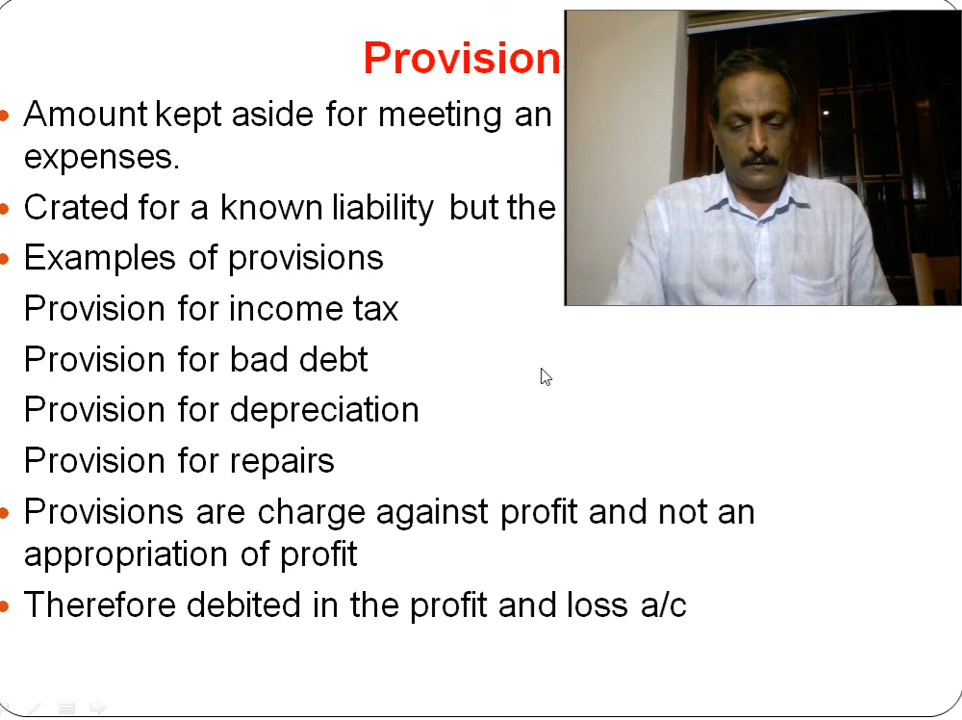 Provision
Amount kept aside for meeting an
expenses.
Crated for a known liability but the
Examples of provisions
Provision for income tax
Provision for bad debt
Provision for depreciation
Provision for repairs
Provisions are charge against profit and not an
appropriation of profit
Therefore debited in the profit and loss a/c